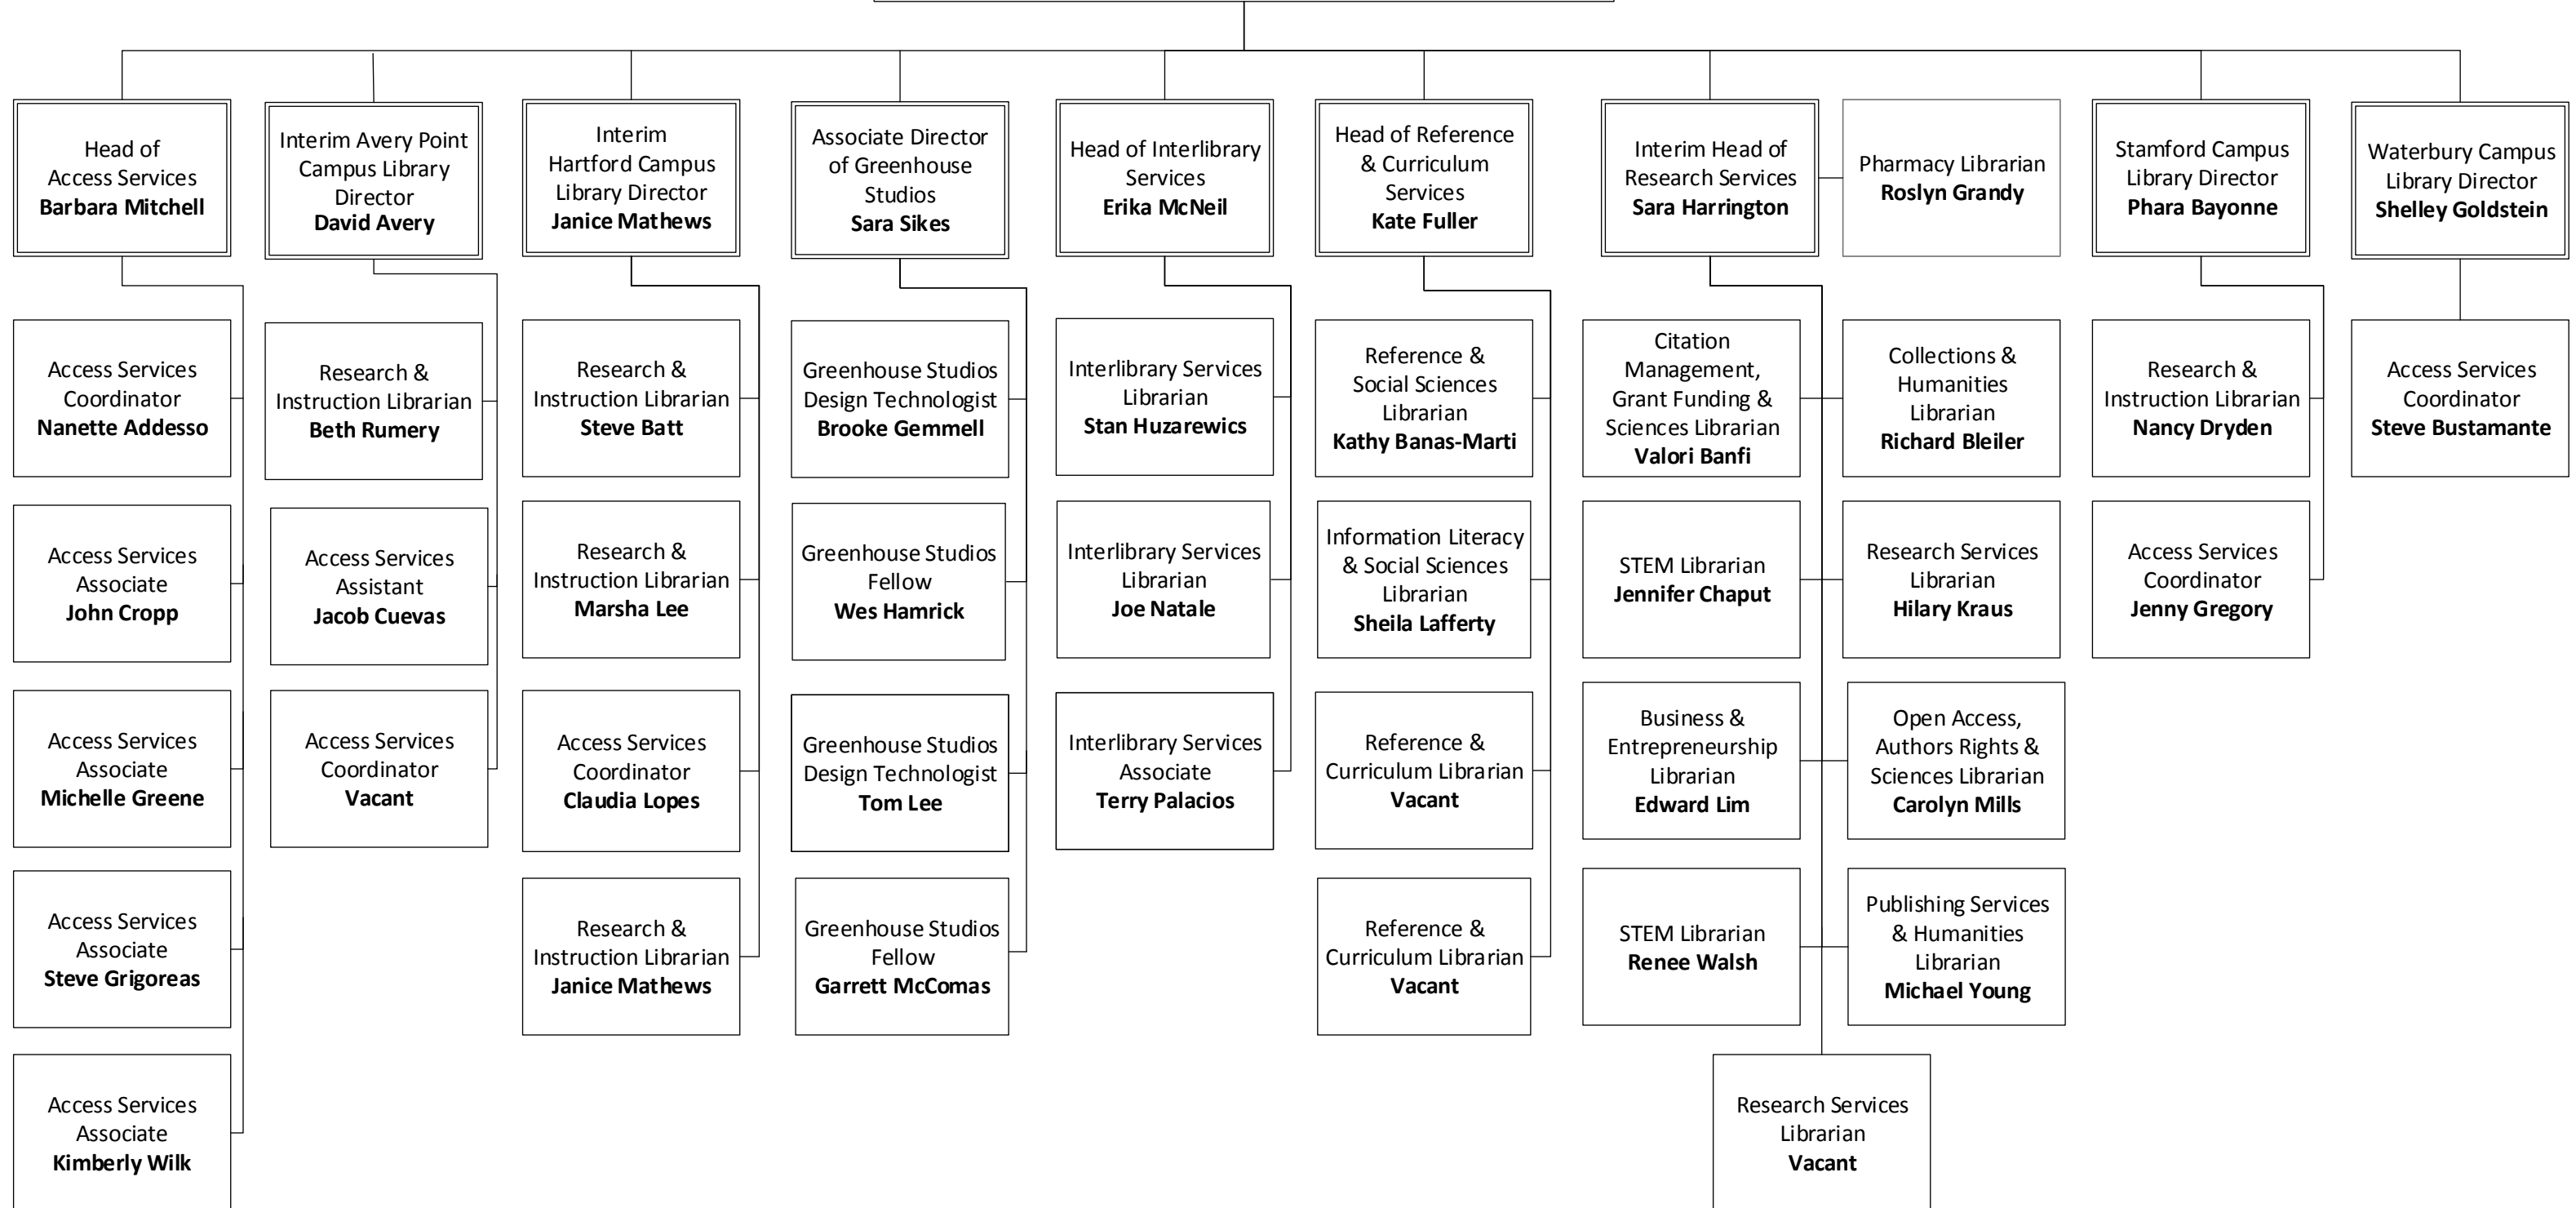 Head of
Access Services
Barbara Mitchell
Interim Avery Point
Campus Library
Director
David Avery
Interim
Hartford Campus
Library Director
Janice Mathews
Associate Director
of Greenhouse
Studios
Sara Sikes
Head of Interlibrary
Services
Erika McNeil
Head of Reference
& Curriculum
Services
Kate Fuller
Interim Head of
Research Services
Sara Harrington
Pharmacy Librarian
Roslyn Grandy
Stamford Campus
Library Director
Phara Bayonne
Waterbury Campus
Library Director
Shelley Goldstein
Access Services
Coordinator
Nanette Addesso
Research &
Instruction Librarian
Beth Rumery
Research &
Instruction Librarian
Steve Batt
Greenhouse Studios
Design Technologist
Brooke Gemmell
Interlibrary Services
Librarian
Stan Huzarewics
Reference &
Social Sciences
Librarian
Kathy Banas-Marti
Citation
Management,
Grant Funding &
Sciences Librarian
Valori Banfi
Collections &
Humanities
Librarian
Richard Bleiler
Research &
Instruction Librarian
Nancy Dryden
Access Services
Coordinator
Steve Bustamante
Access Services
Associate
John Cropp
Access Services
Assistant
Jacob Cuevas
Research &
Instruction Librarian
Marsha Lee
Greenhouse Studios
Fellow
Wes Hamrick
Interlibrary Services
Librarian
Joe Natale
Information Literacy
& Social Sciences
Librarian
Sheila Lafferty
STEM Librarian
Jennifer Chaput
Research Services
Librarian
Hilary Kraus
Access Services
Coordinator
Jenny Gregory
Access Services
Associate
Michelle Greene
Access Services
Coordinator
Vacant
Access Services
Coordinator
Claudia Lopes
Greenhouse Studios
Design Technologist
Tom Lee
Interlibrary Services
Associate
Terry Palacios
Reference &
Curriculum Librarian
Vacant
Business &
Entrepreneurship
Librarian
Edward Lim
Open Access,
Authors Rights &
Sciences Librarian
Carolyn Mills
Access Services
Associate
Steve Grigoreas
Research &
Instruction Librarian
Janice Mathews
Greenhouse Studios
Fellow
Garrett McComas
Reference &
Curriculum Librarian
Vacant
STEM Librarian
Renee Walsh
Publishing Services
& Humanities
Librarian
Michael Young
Access Services
Associate
Kimberly Wilk
Research Services
Librarian
Vacant